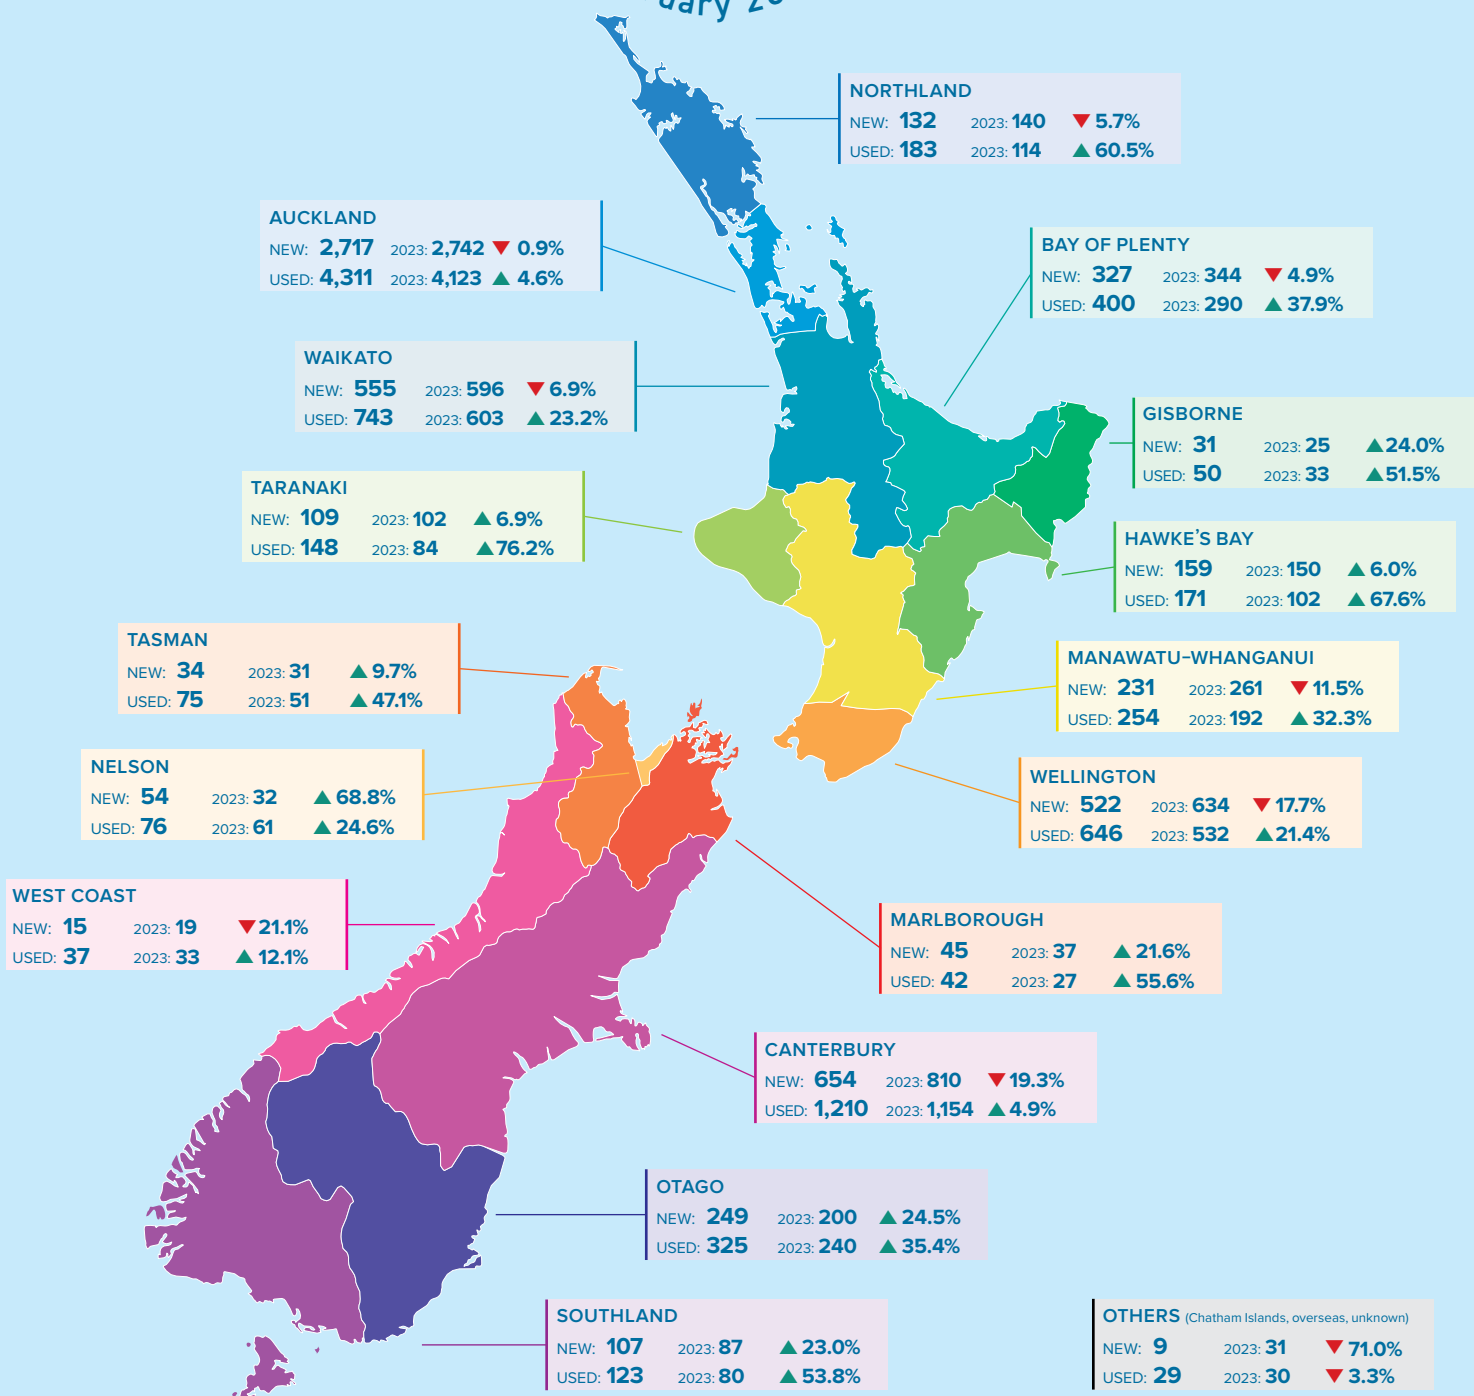 NORTHLAND
NEW: 132 2023: 140 ▼ 5.7%
USED: 183 2023: 114 ▲ 60.5%
AUCKLAND
NEW: 2,717 2023: 2,742 ▼ 0.9%
USED: 4,311 2023: 4,123 ▲ 4.6%
BAY OF PLENTY
NEW: 327 2023: 344 ▼ 4.9%
USED: 400 2023: 290 ▲ 37.9%
WAIKATO
NEW: 555 2023: 596 ▼ 6.9%
USED: 743 2023: 603 ▲ 23.2%
GISBORNE
NEW: 31 2023: 25 ▲ 24.0%
USED: 50 2023: 33 ▲ 51.5%
TARANAKI
NEW: 109 2023: 102 ▲ 6.9%
USED: 148 2023: 84 ▲ 76.2%
HAWKE'S BAY
NEW: 159 2023: 150 ▲ 6.0%
USED: 171 2023: 102 ▲ 67.6%
TASMAN
NEW: 34 2023: 31 ▲ 9.7%
USED: 75 2023: 51 ▲ 47.1%
MANAWATU-WHANGANUI
NEW: 231 2023: 261 ▼ 11.5%
USED: 254 2023: 192 ▲ 32.3%
NELSON
NEW: 54 2023: 32 ▲ 68.8%
USED: 76 2023: 61 ▲ 24.6%
WELLINGTON
NEW: 522 2023: 634 ▼ 17.7%
USED: 646 2023: 532 ▲ 21.4%
WEST COAST
NEW: 15 2023: 19 ▼ 21.1%
USED: 37 2023: 33 ▲ 12.1%
MARLBOROUGH
NEW: 45 2023: 37 ▲ 21.6%
USED: 42 2023: 27 ▲ 55.6%
CANTERBURY
NEW: 654 2023: 810 ▼ 19.3%
USED: 1,210 2023: 1,154 ▲ 4.9%
OTAGO
NEW: 249 2023: 200 ▲ 24.5%
USED: 325 2023: 240 ▲ 35.4%
SOUTHLAND
NEW: 107 2023: 87 ▲ 23.0%
USED: 123 2023: 80 ▲ 53.8%
OTHERS (Chatham Islands, overseas, unknown)
NEW: 9 2023: 31 ▼ 71.0%
USED: 29 2023: 30 ▼ 3.3%